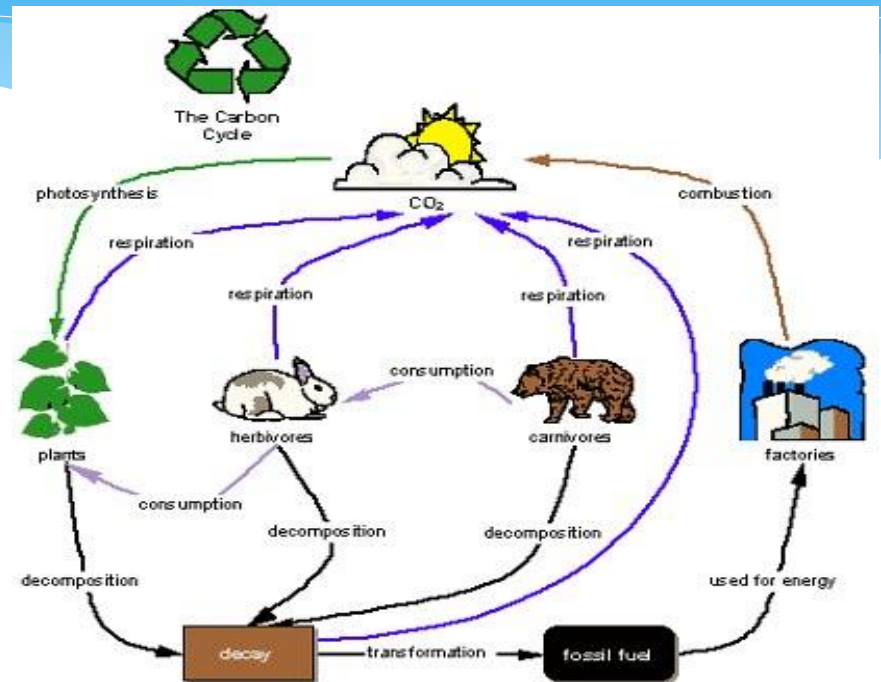 The Carbon
Cycle
photosynthesis
CO₂
combustion
respiration
respiration
respiration
respiration
consumption
plants
herbivores
carnivores
factories
consumption
decomposition
decomposition
decomposition
used for energy
decay
transformation
fossil fuel